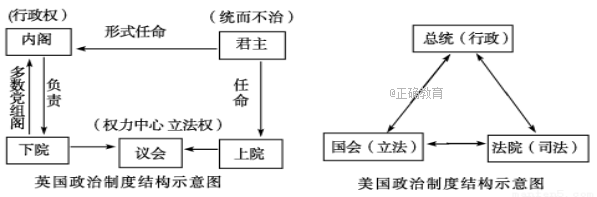 (行政权)
内阁
形式任命
(统而不治)
君主
多数党组阁
负责
任命
(权力中心 立法权)
下院
议会
上院
英国政治制度结构示意图
总统（行政）
@正确教育
国会（立法）
法院（司法）
美国政治制度结构示意图